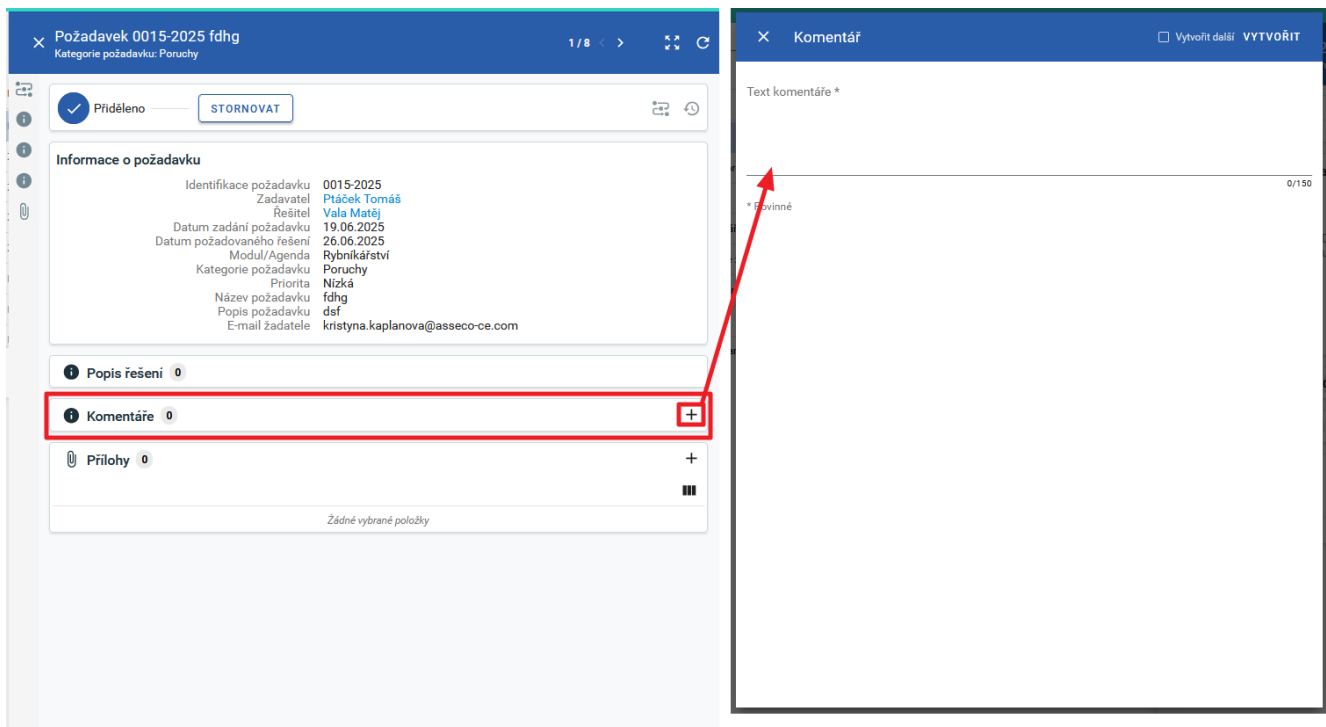 Požadavek 0015-2025 fdhg
Kategorie požadavku: Poruchy
1 / 8
Přiděleno
STORNOVAT
Informace o požadavku
Identifikace požadavku 0015-2025
Zadavatel Ptáček Tomáš
Řešitel Vala Matěj
Datum zadání požadavku 19.06.2025
Datum požadovaného řešení 26.06.2025
Modul/Agenda Rybníkářství
Kategorie požadavku Poruchy
Priorita Nízká
Název požadavku fdhg
Popis požadavku dsf
E-mail žadatele kristyna.kaplanova@asseco-ce.com
Popis řešení 0
Komentáře 0
Přílohy 0
Žádné vybrané položky
Komentář
Vytvořit další VYTVOŘIT
Text komentáře *
0/150
* Povinné